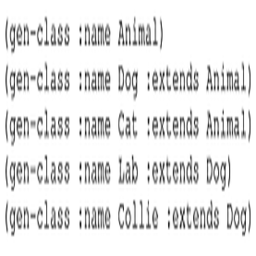 (gen-class :name Animal)
(gen-class :name Dog :extends Animal)
(gen-class :name Cat :extends Animal)
(gen-class :name Lab :extends Dog)
(gen-class :name Collie :extends Dog)